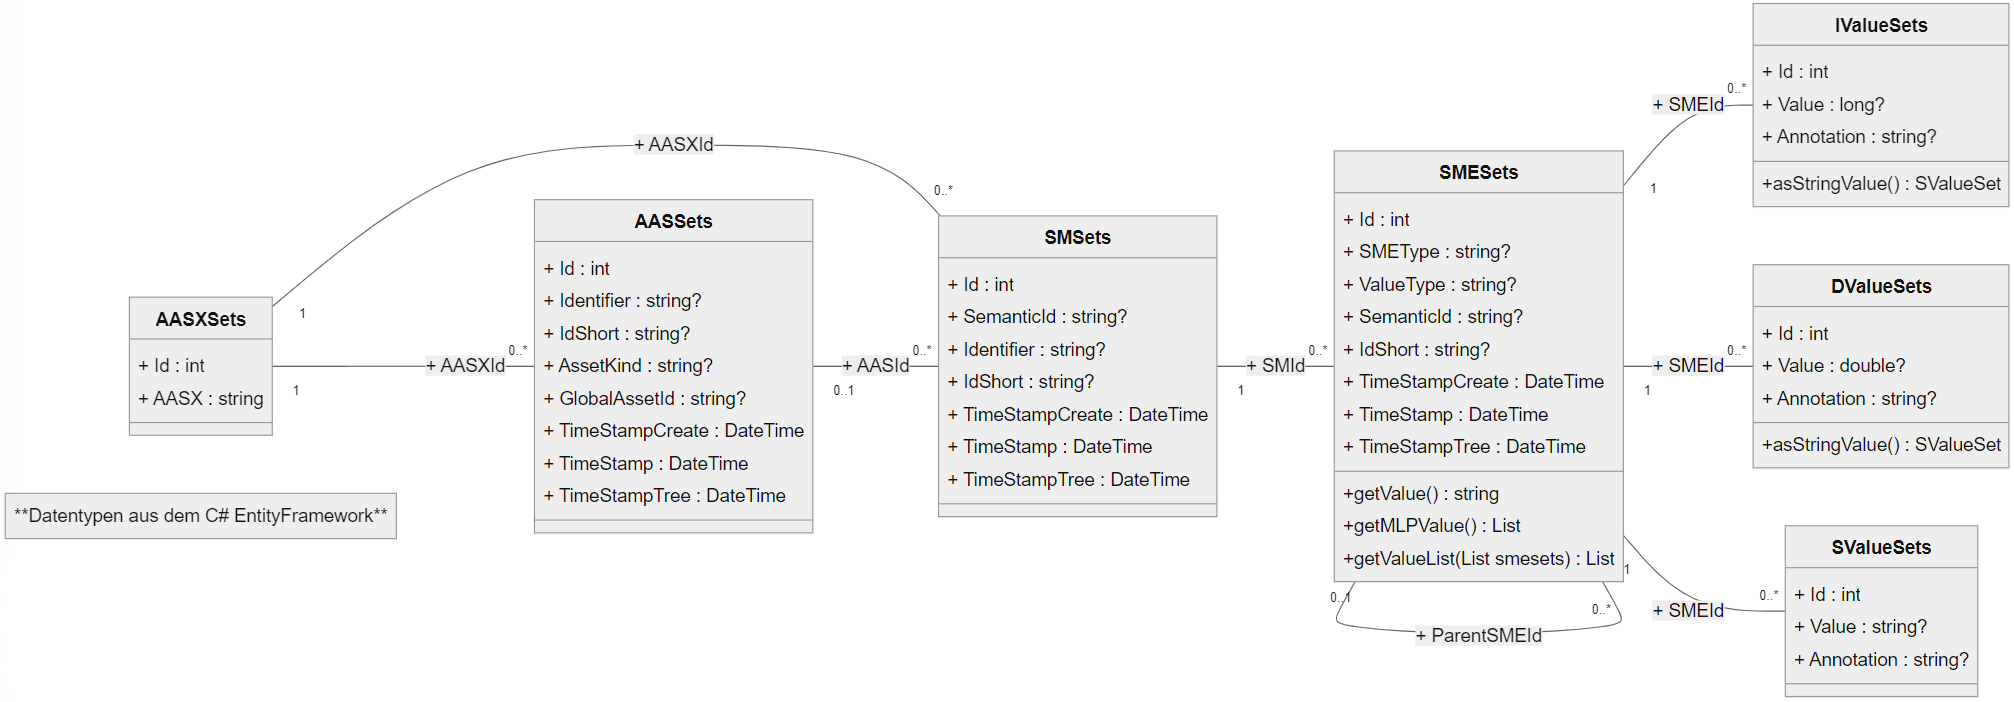 AASXSets
+ Id : int
+ AASX : string
**Datentypen aus dem C# EntityFramework**
+ AASXId
1
0..*
+ AASXId
1
0..*
AASSets
+ Id : int
+ Identifier : string?
+ IdShort : string?
+ AssetKind : string?
+ GlobalAssetId : string?
+ TimeStampCreate : DateTime
+ TimeStamp : DateTime
+ TimeStampTree : DateTime
+ AASId
0..1
0..*
SMSets
+ Id : int
+ SemanticId : string?
+ Identifier : string?
+ IdShort : string?
+ TimeStampCreate : DateTime
+ TimeStamp : DateTime
+ TimeStampTree : DateTime
+ SMId
1
0..*
SMESets
+ Id : int
+ SMEType : string?
+ ValueType : string?
+ SemanticId : string?
+ IdShort : string?
+ TimeStampCreate : DateTime
+ TimeStamp : DateTime
+ TimeStampTree : DateTime
+getValue() : string
+getMLPValue() : List
+getValueList(List smesets) : List
0..1
0..*
+ ParentSMEId
+ SMEId
1
0..*
IValueSets
+ Id : int
+ Value : long?
+ Annotation : string?
+asStringValue() : SValueSet
+ SMEId
1
0..*
DValueSets
+ Id : int
+ Value : double?
+ Annotation : string?
+asStringValue() : SValueSet
+ SMEId
1
0..*
SValueSets
+ Id : int
+ Value : string?
+ Annotation : string?